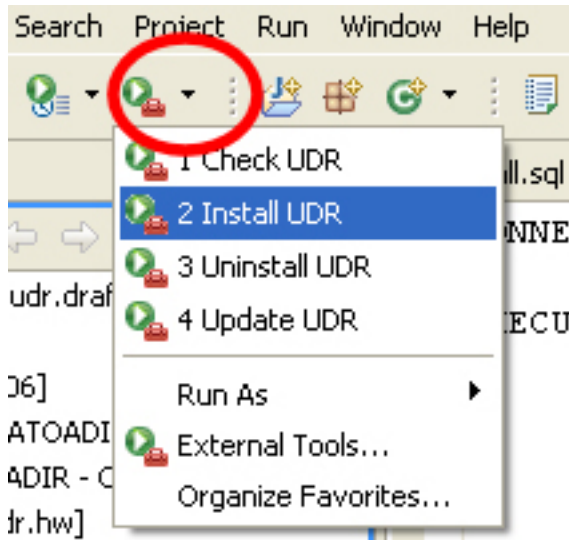 Search Project Run Window Help
1 Check UDR
ll.sql
2 Install UDR
NNE
3 Uninstall UDR
udr.draf
4 Update UDR
ECU
06]
Run As
ATOADI
External Tools...
ADIR - C
Organize Favorites...
dr.hw]